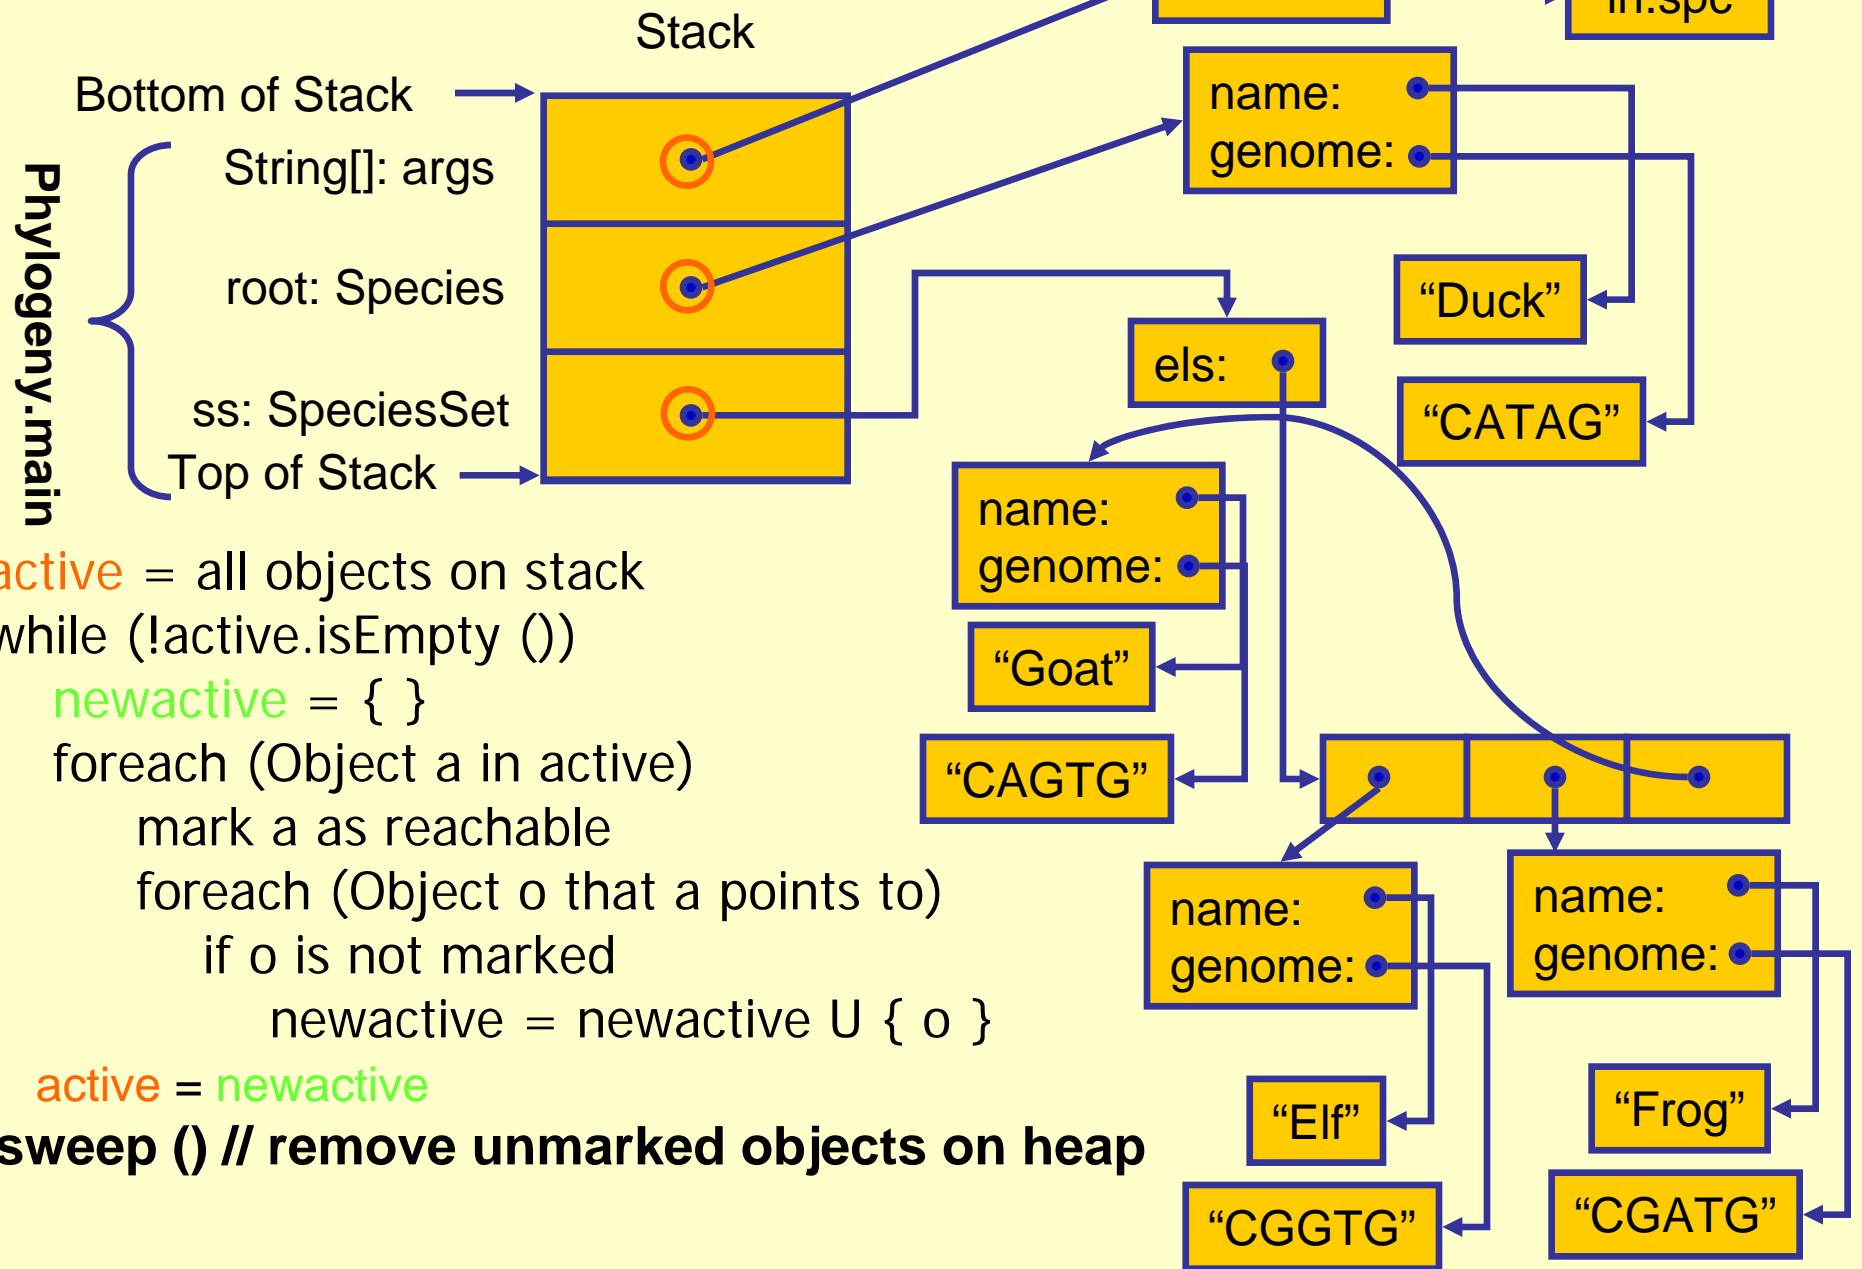 Stack
in.spc
Bottom of Stack
String[]: args
root: Species
ss: SpeciesSet
Top of Stack
Phylogeny.main
name:
genome:
“Duck”
“CATAG”
els:
name:
genome:
“Goat”
“CAGTG”
name:
genome:
“Elf”
“CGGTG”
name:
genome:
“Frog”
“CGATG”
active = all objects on stack
while (!active.isEmpty ())
newactive = { }
foreach (Object a in active)
mark a as reachable
foreach (Object o that a points to)
if o is not marked
newactive = newactive U { o }
active = newactive
sweep () // remove unmarked objects on heap